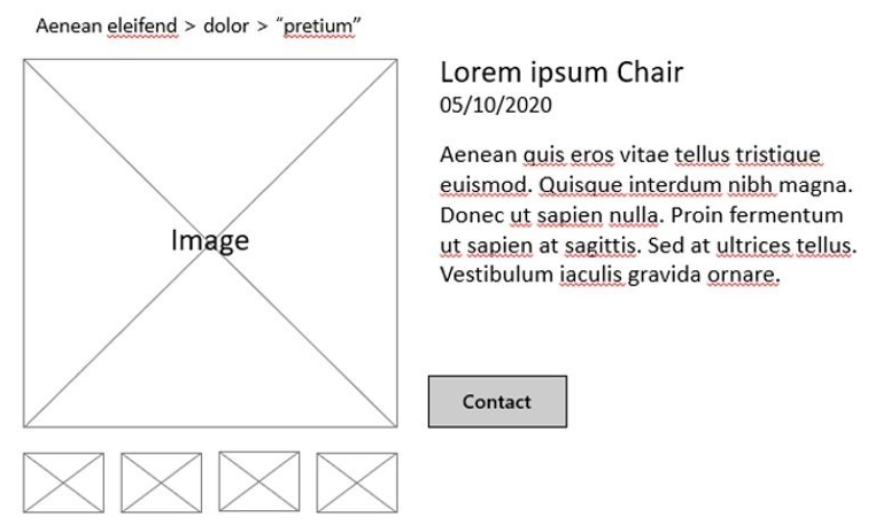 Aenean eleifend > dolor > “pretium”
Lorem ipsum Chair
05/10/2020
Aenean quis eros vitae tellus tristique
euismod. Quisque interdum nibh magna.
Donec ut sapien nulla. Proin fermentum
ut sapien at sagittis. Sed at ultrices tellus.
Vestibulum iaculis gravida ornare.
Image
Contact